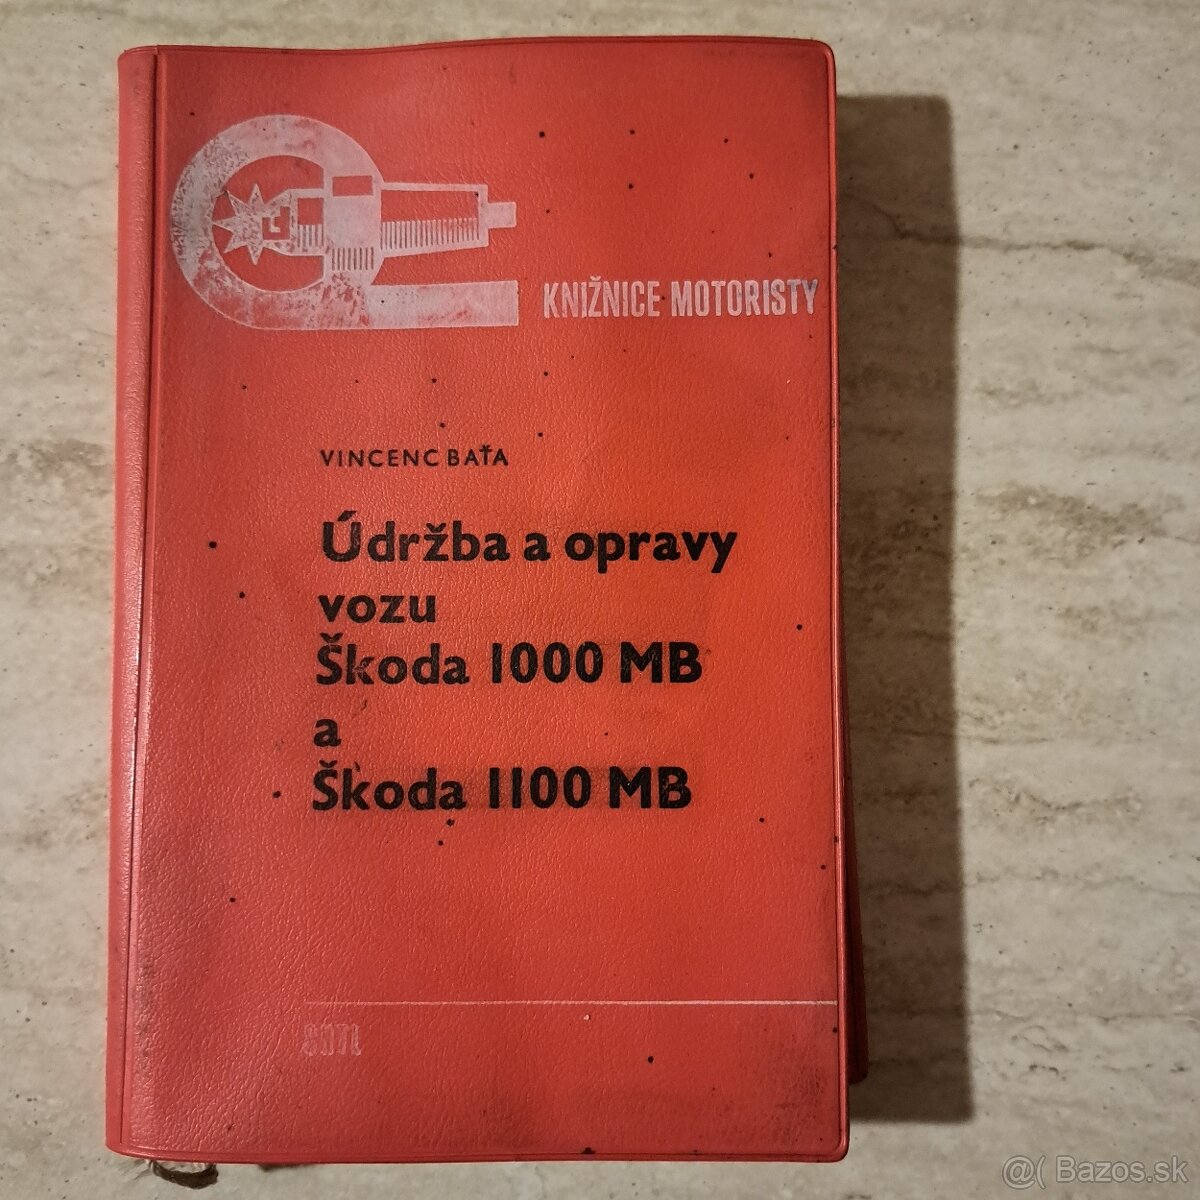 KNIŽNICE MOTORISTY
VINCENC BAŤA
Údržba a opravy
vozu
Škoda 1000 MB
a
Škoda 1100 MB
SNTL
@( Bazos.sk